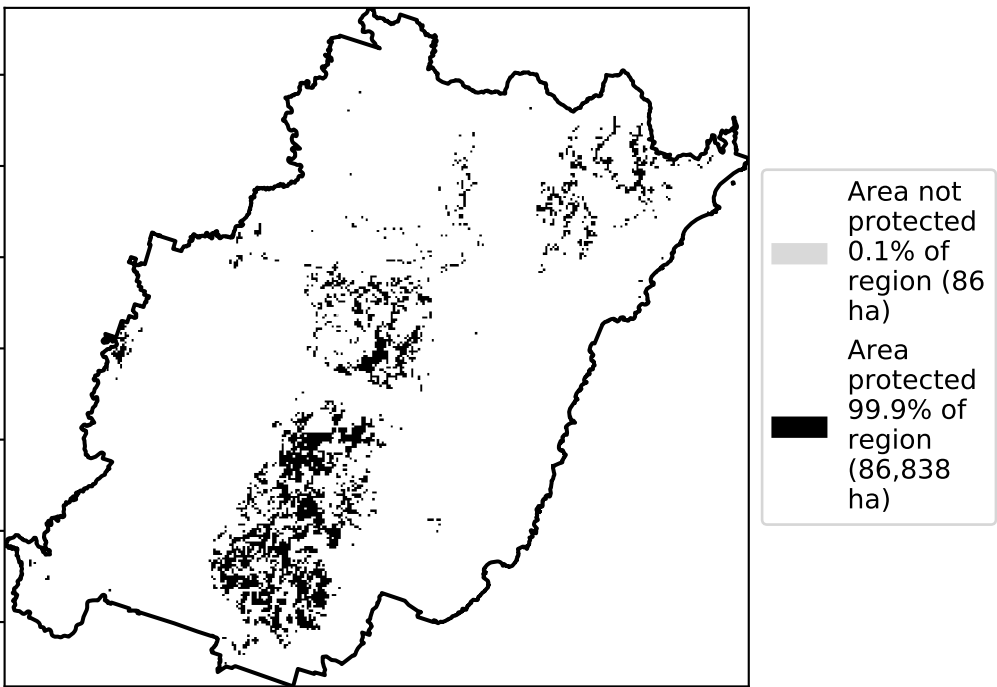 Area not
protected
0.1% of
region (86
ha)
Area
protected
99.9% of
region
(86,838
ha)